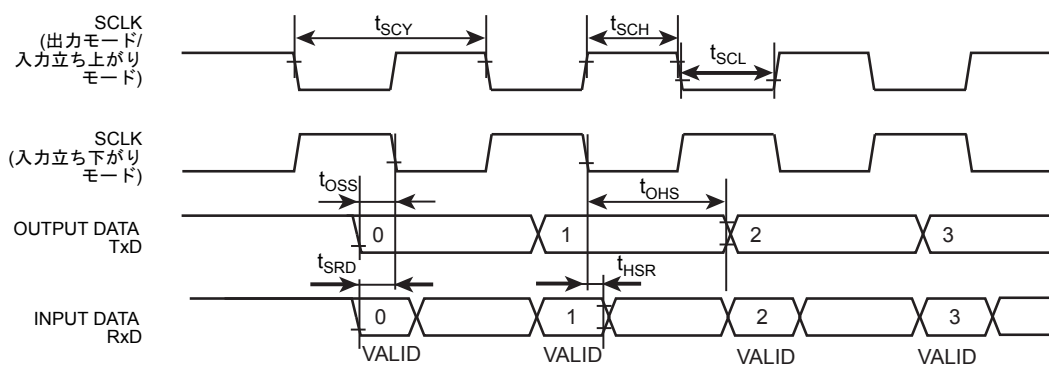 SCLK
(出力モード/
入力立ち上がり
モード)
tSCY
tSCH
tSCL
SCLK
(入力立ち下がり
モード)
tOSS
tOHS
OUTPUT DATA
TxD
0
1
2
3
tSRD
tHSR
INPUT DATA
RxD
0
1
2
3
VALID
VALID
VALID
VALID